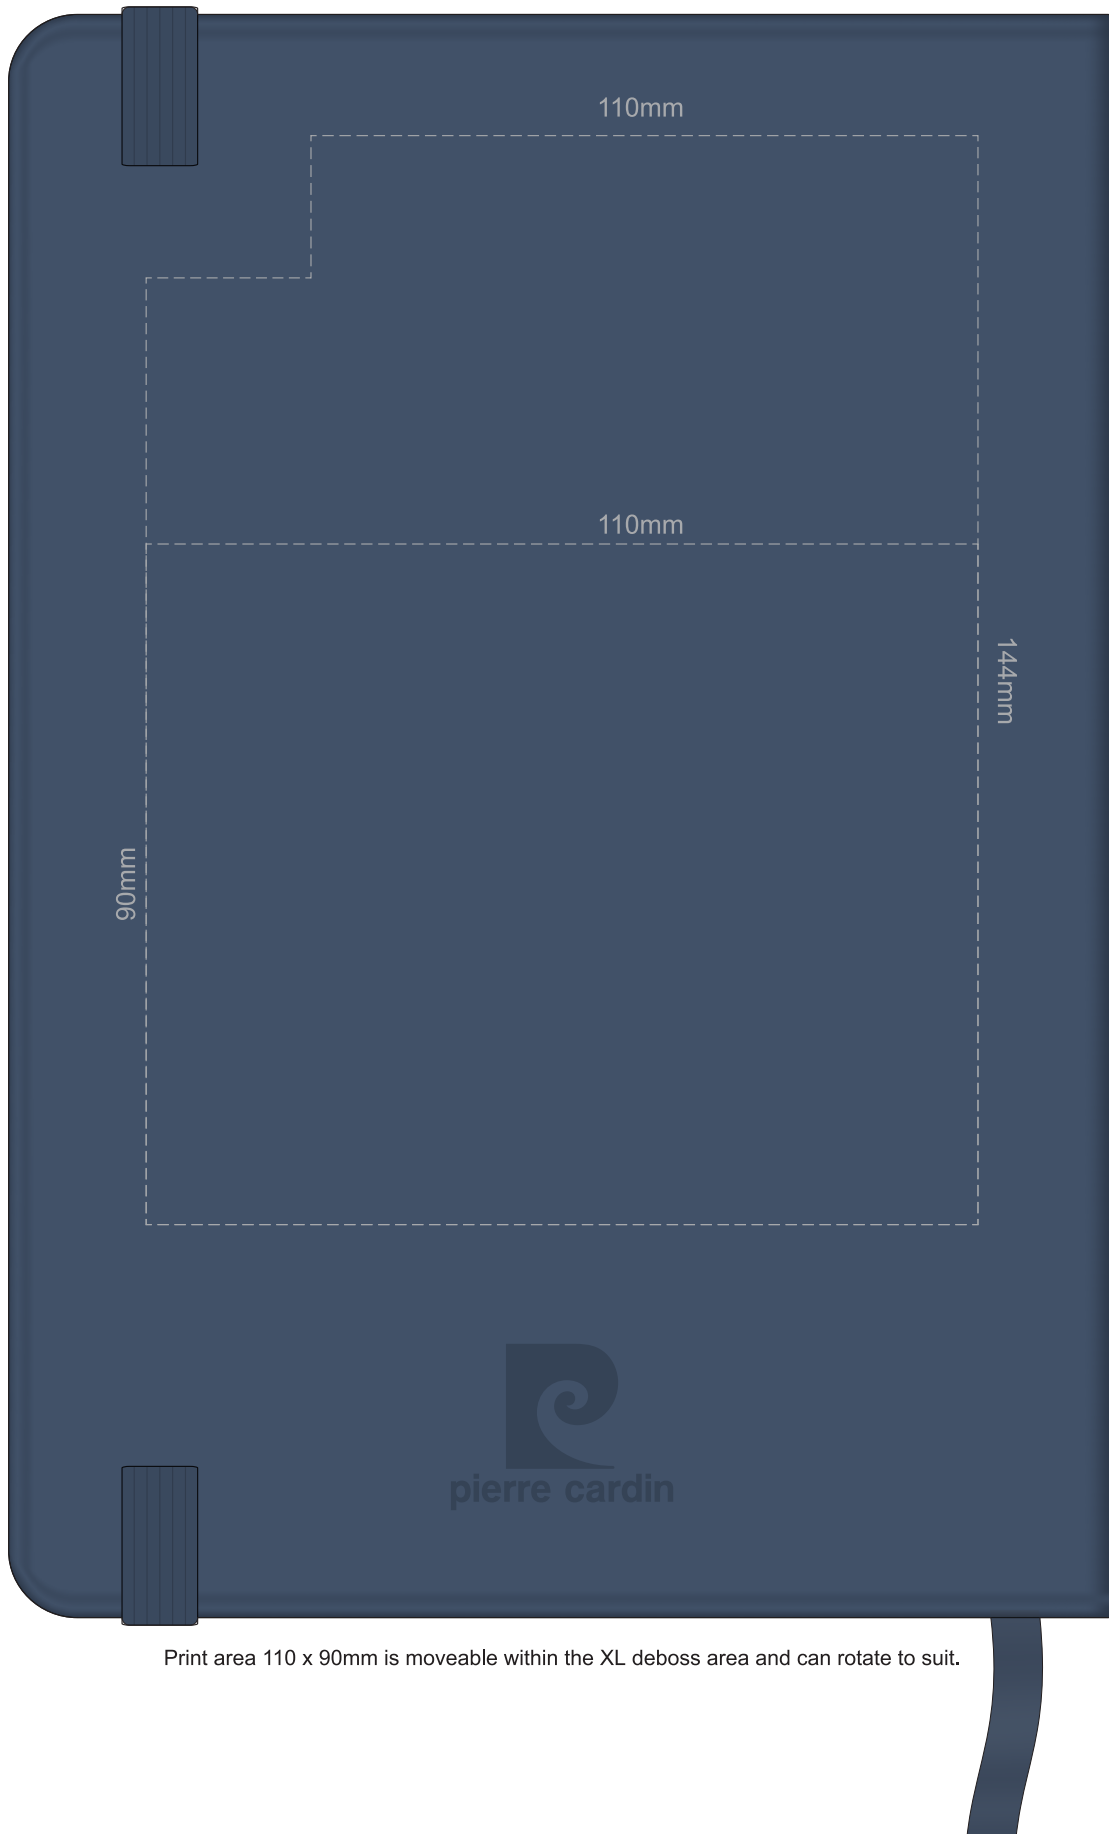 110mm
110mm
144mm
90mm
pierre cardin
Print area 110 x 90mm is moveable within the XL deboss area and can rotate to suit.